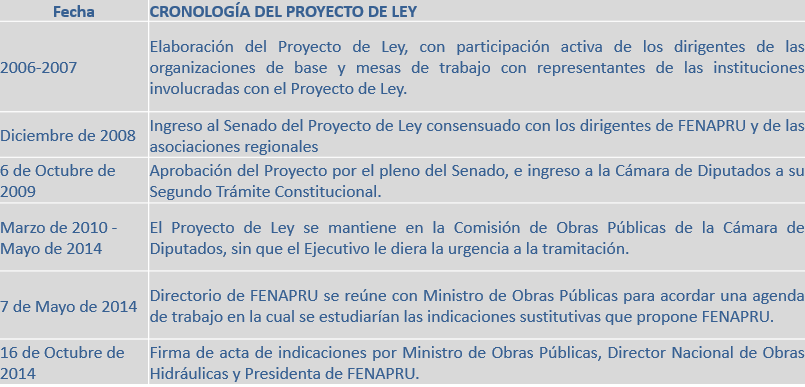 Fecha CRONOLOGÍA DEL PROYECTO DE LEY
2006-2007
Elaboración del Proyecto de Ley, con participación activa de los dirigentes de las
organizaciones de base y mesas de trabajo con representantes de las instituciones
involucradas con el Proyecto de Ley.
Diciembre de 2008
Ingreso al Senado del Proyecto de Ley consensuado con los dirigentes de FENAPRU y de las
asociaciones regionales
6 de Octubre de
2009
Aprobación del Proyecto por el pleno del Senado, e ingreso a la Cámara de Diputados a su
Segundo Trámite Constitucional.
Marzo de 2010 -
Mayo de 2014
El Proyecto de Ley se mantiene en la Comisión de Obras Públicas de la Cámara de
Diputados, sin que el Ejecutivo le diera la urgencia a la tramitación.
7 de Mayo de 2014
Directorio de FENAPRU se reúne con Ministro de Obras Públicas para acordar una agenda
de trabajo en la cual se estudiarían las indicaciones sustitutivas que propone FENAPRU.
16 de Octubre de
2014
Firma de acta de indicaciones por Ministro de Obras Públicas, Director Nacional de Obras
Hidráulicas y Presidenta de FENAPRU.